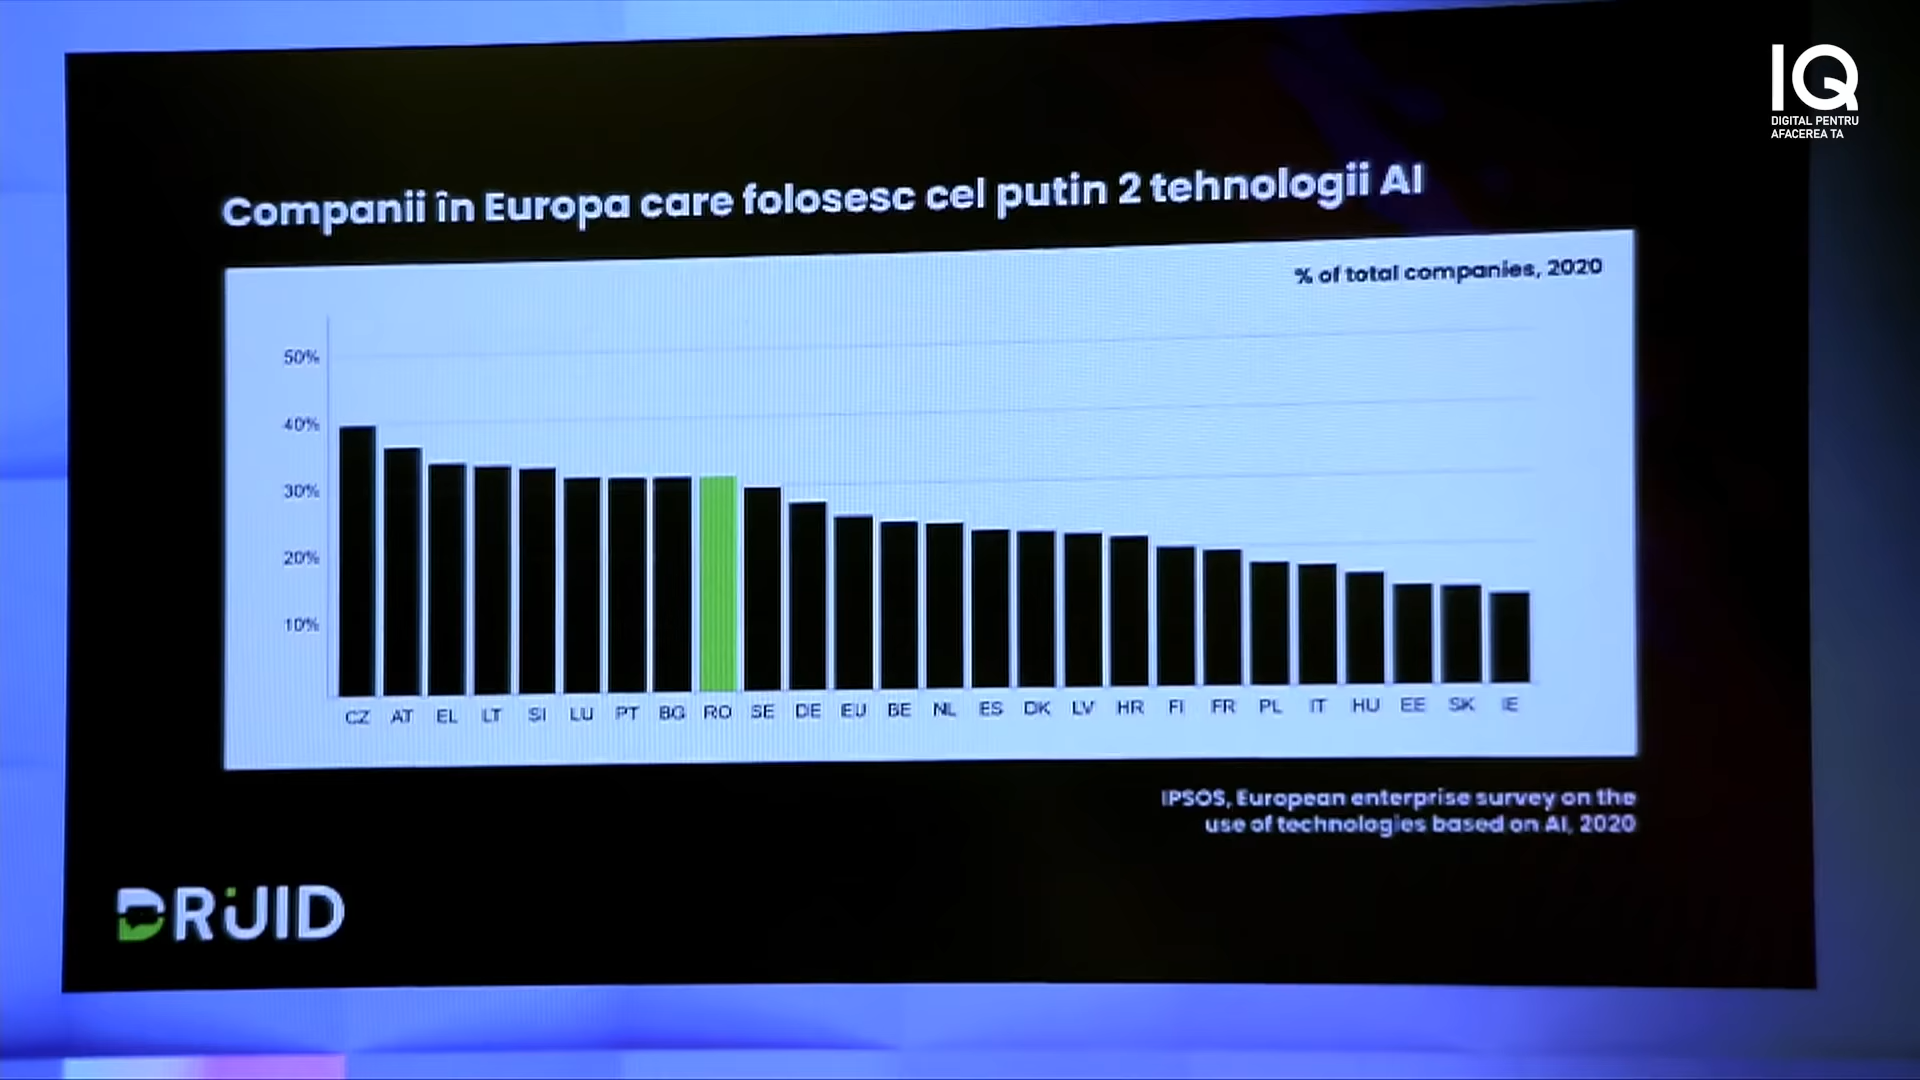 IQ
DIGITAL PENTRU
AFACEREA TA
Companii în Europa care folosesc cel putin 2 tehnologii AI
% of total companies, 2020
50%
40%
30%
20%
10%
CZ AT EL LT SI LU PT BG RO SE DE EU BE NL ES DK LV HR FI FR PL IT HU EE SK IE
IPSOS, European enterprise survey on the
use of technologies based on AI, 2020
DRUID